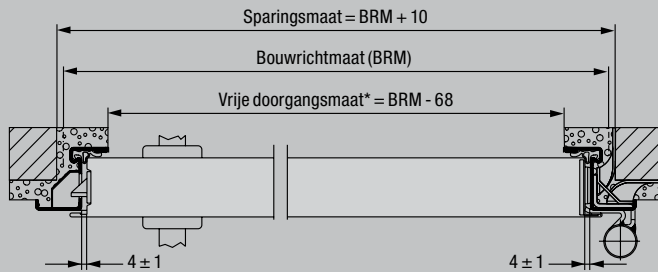 Sparingsmaat = BRM + 10
Bouwrichtmaat (BRM)
Vrije doorgangsmaat* = BRM - 68
4 ± 1
4 ± 1